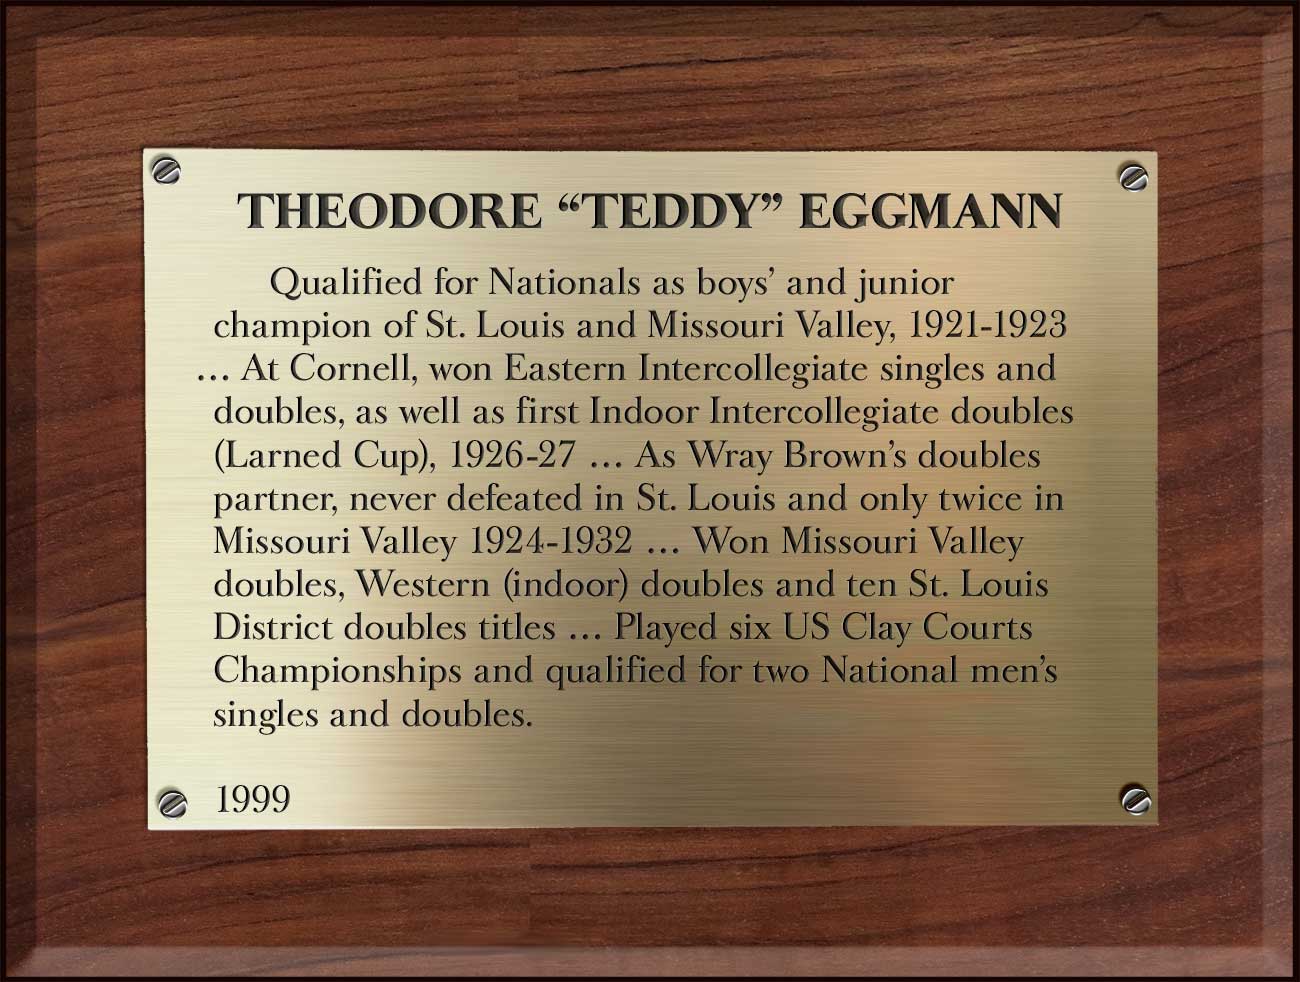 THEODORE “TEDDY” EGGMANN
Qualified for Nationals as boys’ and junior
champion of St. Louis and Missouri Valley, 1921-1923
… At Cornell, won Eastern Intercollegiate singles and
doubles, as well as first Indoor Intercollegiate doubles
(Larned Cup), 1926-27 … As Wray Brown’s doubles
partner, never defeated in St. Louis and only twice in
Missouri Valley 1924-1932 … Won Missouri Valley
doubles, Western (indoor) doubles and ten St. Louis
District doubles titles … Played six US Clay Courts
Championships and qualified for two National men’s
singles and doubles.
1999